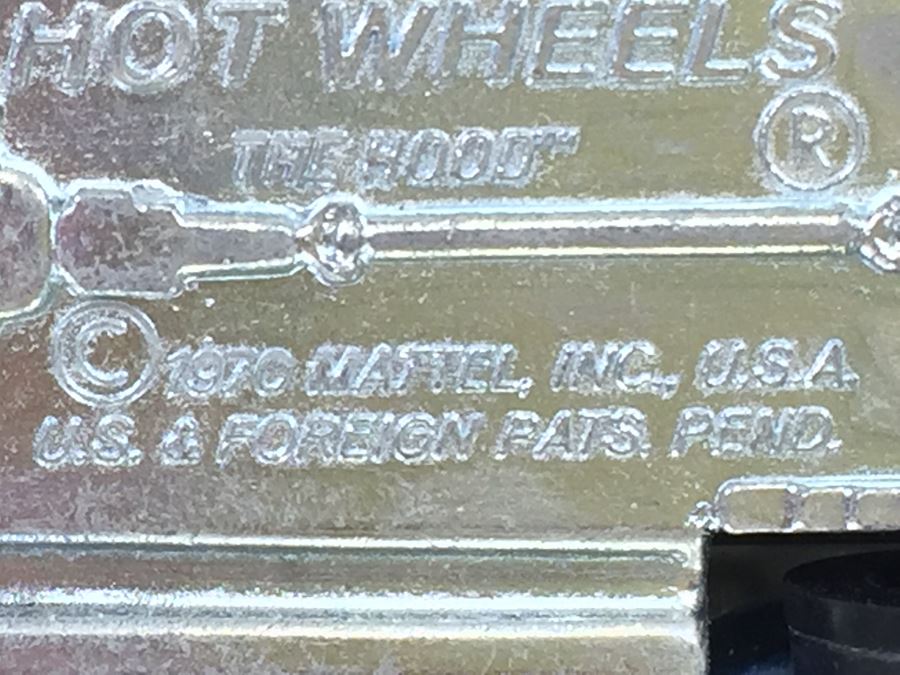 HOT WHEELS
®
THE HOOD™
© 1970 MATTEL, INC., U.S.A.
U.S. & FOREIGN PATS. PEND.